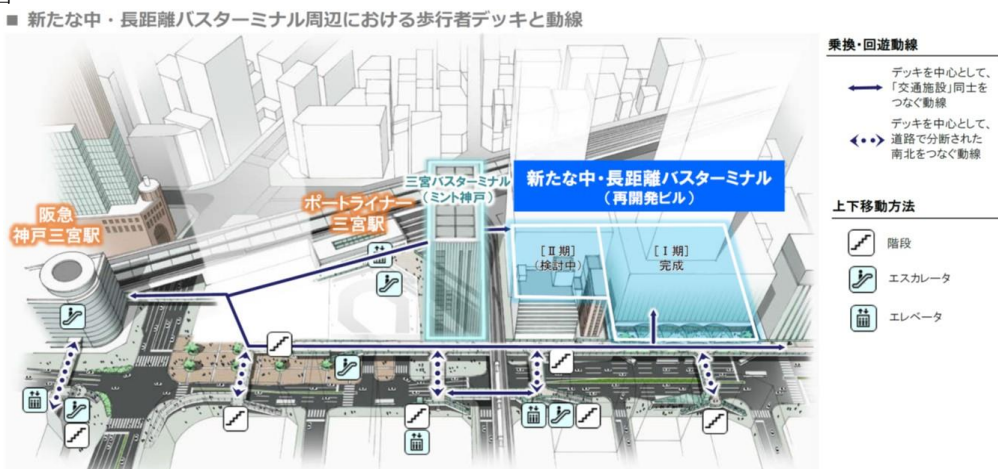 ■ 新たな中・長距離バスターミナル周辺における歩行者デッキと動線
乗換・回遊動線
デッキを中心として、
「交通施設」同士を
つなぐ動線
デッキを中心として、
道路で分断された
南北をつなぐ動線
上下移動方法
階段
エスカレータ
エレベータ
阪急
神戸三宮駅
ポートライナー
三宮駅
三宮バスターミナル
（ミント神戸）
新たな中・長距離バスターミナル
（再開発ビル）
［Ⅱ期］
（検討中）
［Ⅰ期］
完成